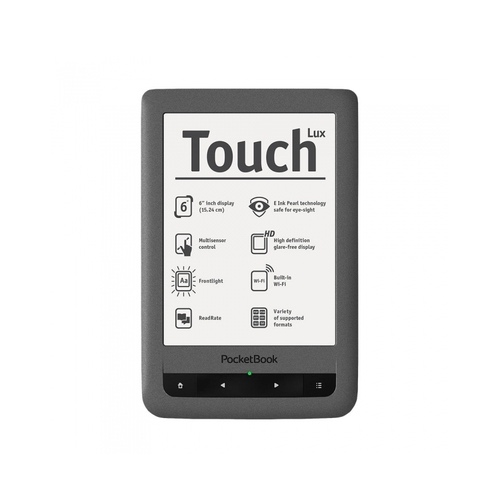 Touch Lux
6
6" inch display
(15,24 cm)
E Ink Pearl technology
safe for eye-sight
Multisensor
control
HD
High definition
glare-free display
Aa
Frontlight
WI-FI
Built-in
Wi-Fi
ReadRate
Variety
of supported
formats
PocketBook